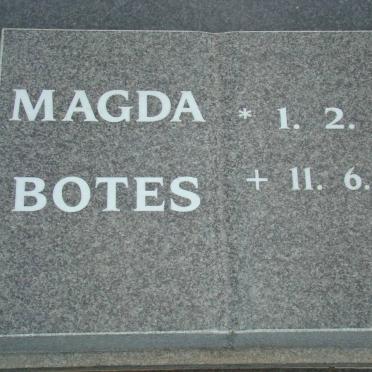 MAGDA * 1. 2.
BOTES + 11. 6.